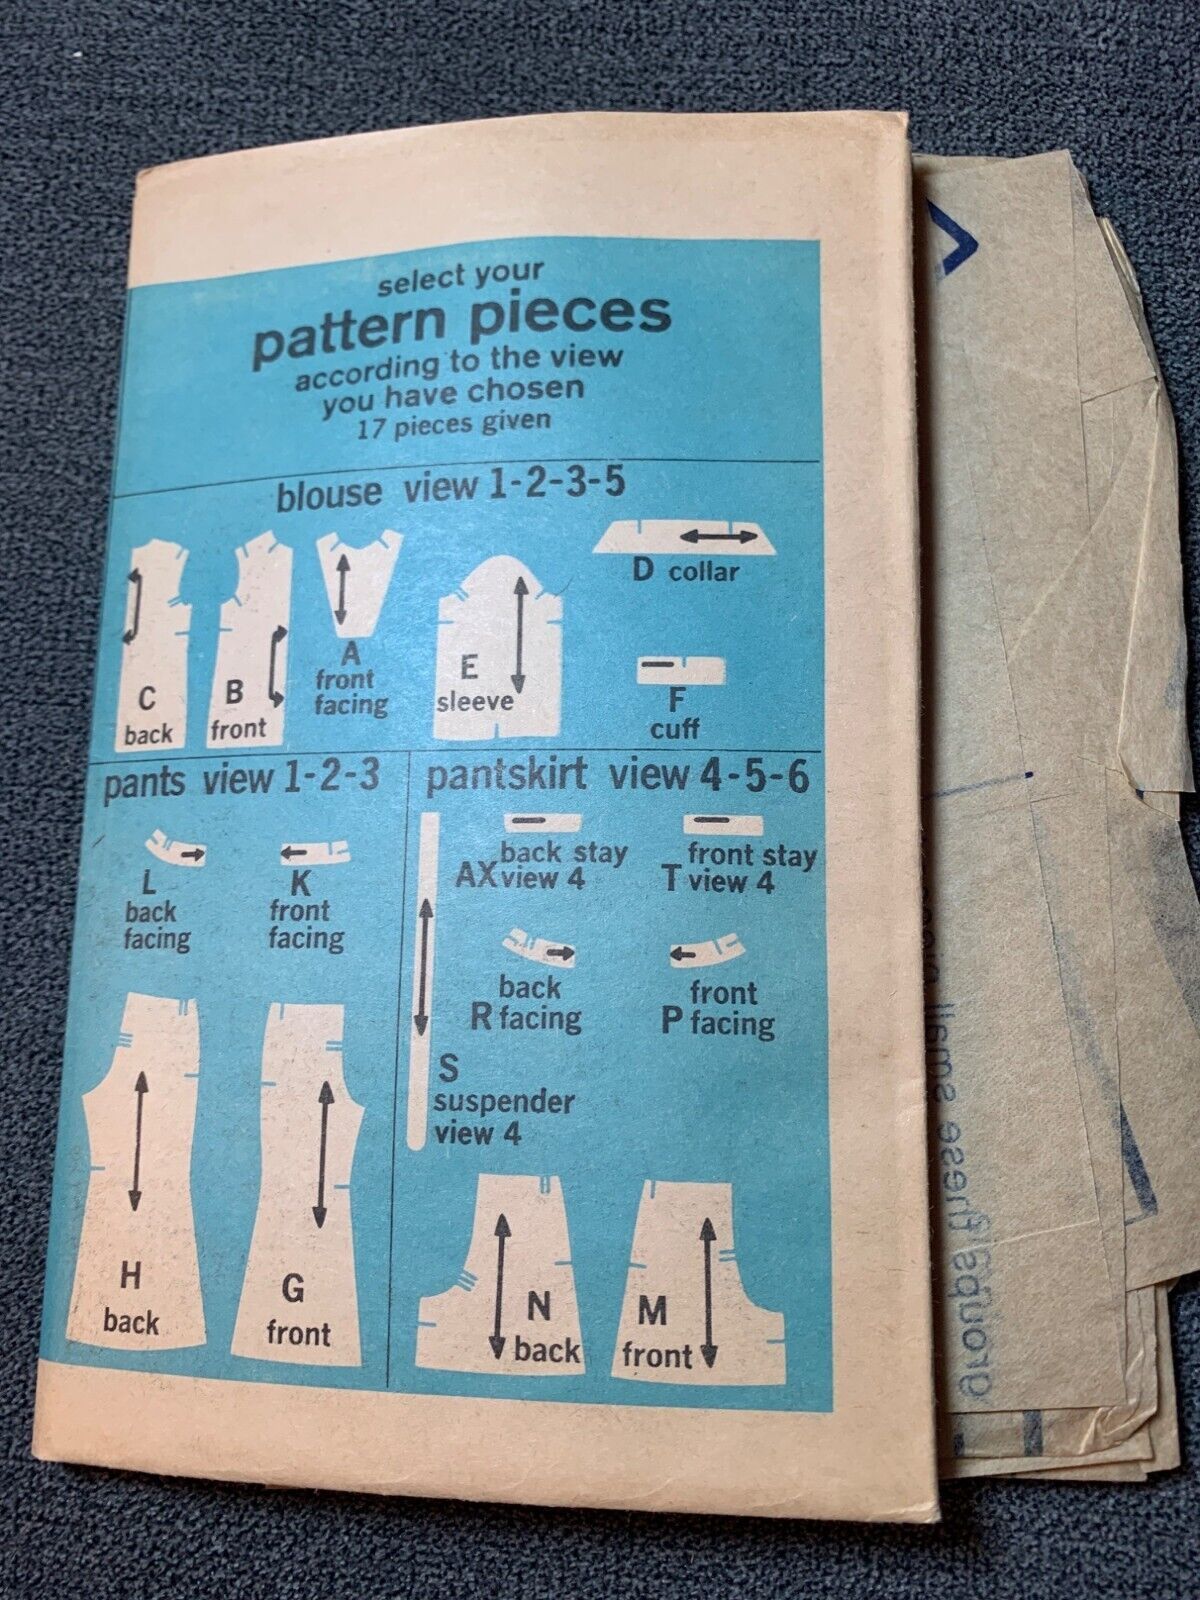 select your
pattern pieces
according to the view
you have chosen
17 pieces given
blouse view 1-2-3-5
C
back
B
front
A
front
facing
E
sleeve
D collar
F
cuff
pants view 1-2-3
L
back
facing
K
front
facing
H
back
G
front
pantskirt view 4-5-6
back stay
AX view 4
front stay
T view 4
back
R facing
front
P facing
S
suspender
view 4
N
back
M
front
groups these small